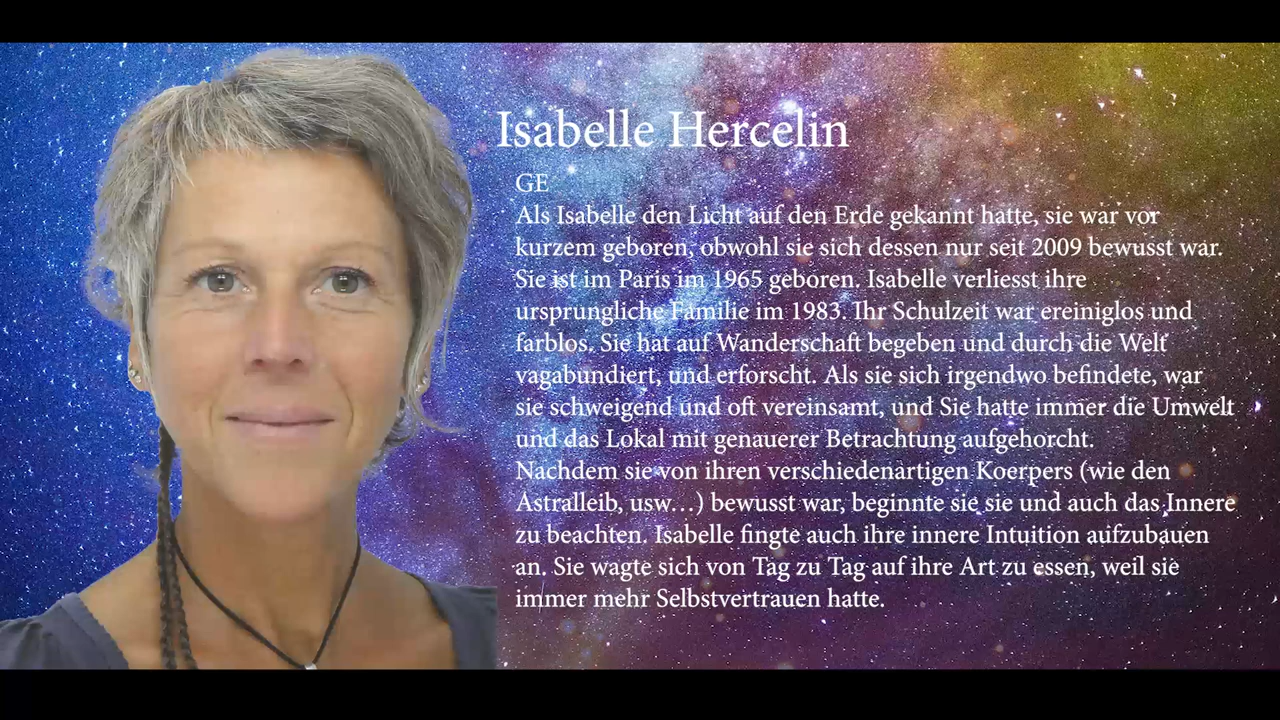 Isabelle Hercelin
GE
Als Isabelle den Licht auf den Erde gekannt hatte, sie war vor
kurzem geboren, obwohl sie sich dessen nur seit 2009 bewusst war.
Sie ist im Paris im 1965 geboren. Isabelle verliesst ihre
ursprungliche Familie im 1983. Ihr Schulzeit war ereiniglos und
farblos. Sie hat auf Wanderschaft begeben und durch die Welt
vagabundiert, und erforscht. Als sie sich irgendwo befindete, war
sie schweigend und oft vereinsamt, und Sie hatte immer die Umwelt
und das Lokal mit genauerer Betrachtung aufgehorcht.
Nachdem sie von ihren verschiedenartigen Koerpers (wie den
Astralleib, usw…) bewusst war, beginnte sie sie und auch das Innere
zu beachten. Isabelle fingte auch ihre innere Intuition aufzubauen
an. Sie wagte sich von Tag zu Tag auf ihre Art zu essen, weil sie
immer mehr Selbstvertrauen hatte.